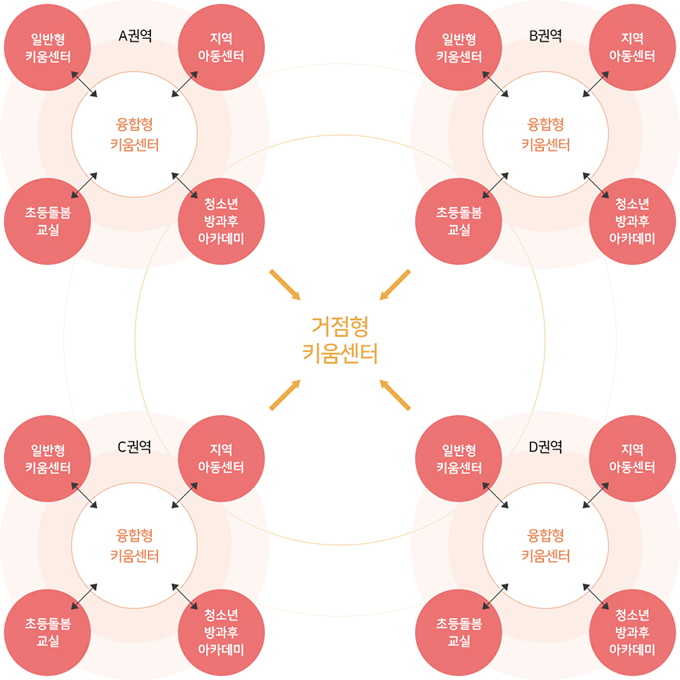 A권역
일반형
키움센터
지역
아동센터
융합형
키움센터
초등돌봄
교실
청소년
방과후
아카데미
B권역
일반형
키움센터
지역
아동센터
융합형
키움센터
초등돌봄
교실
청소년
방과후
아카데미
거점형
키움센터
C권역
일반형
키움센터
지역
아동센터
융합형
키움센터
초등돌봄
교실
청소년
방과후
아카데미
D권역
일반형
키움센터
지역
아동센터
융합형
키움센터
초등돌봄
교실
청소년
방과후
아카데미